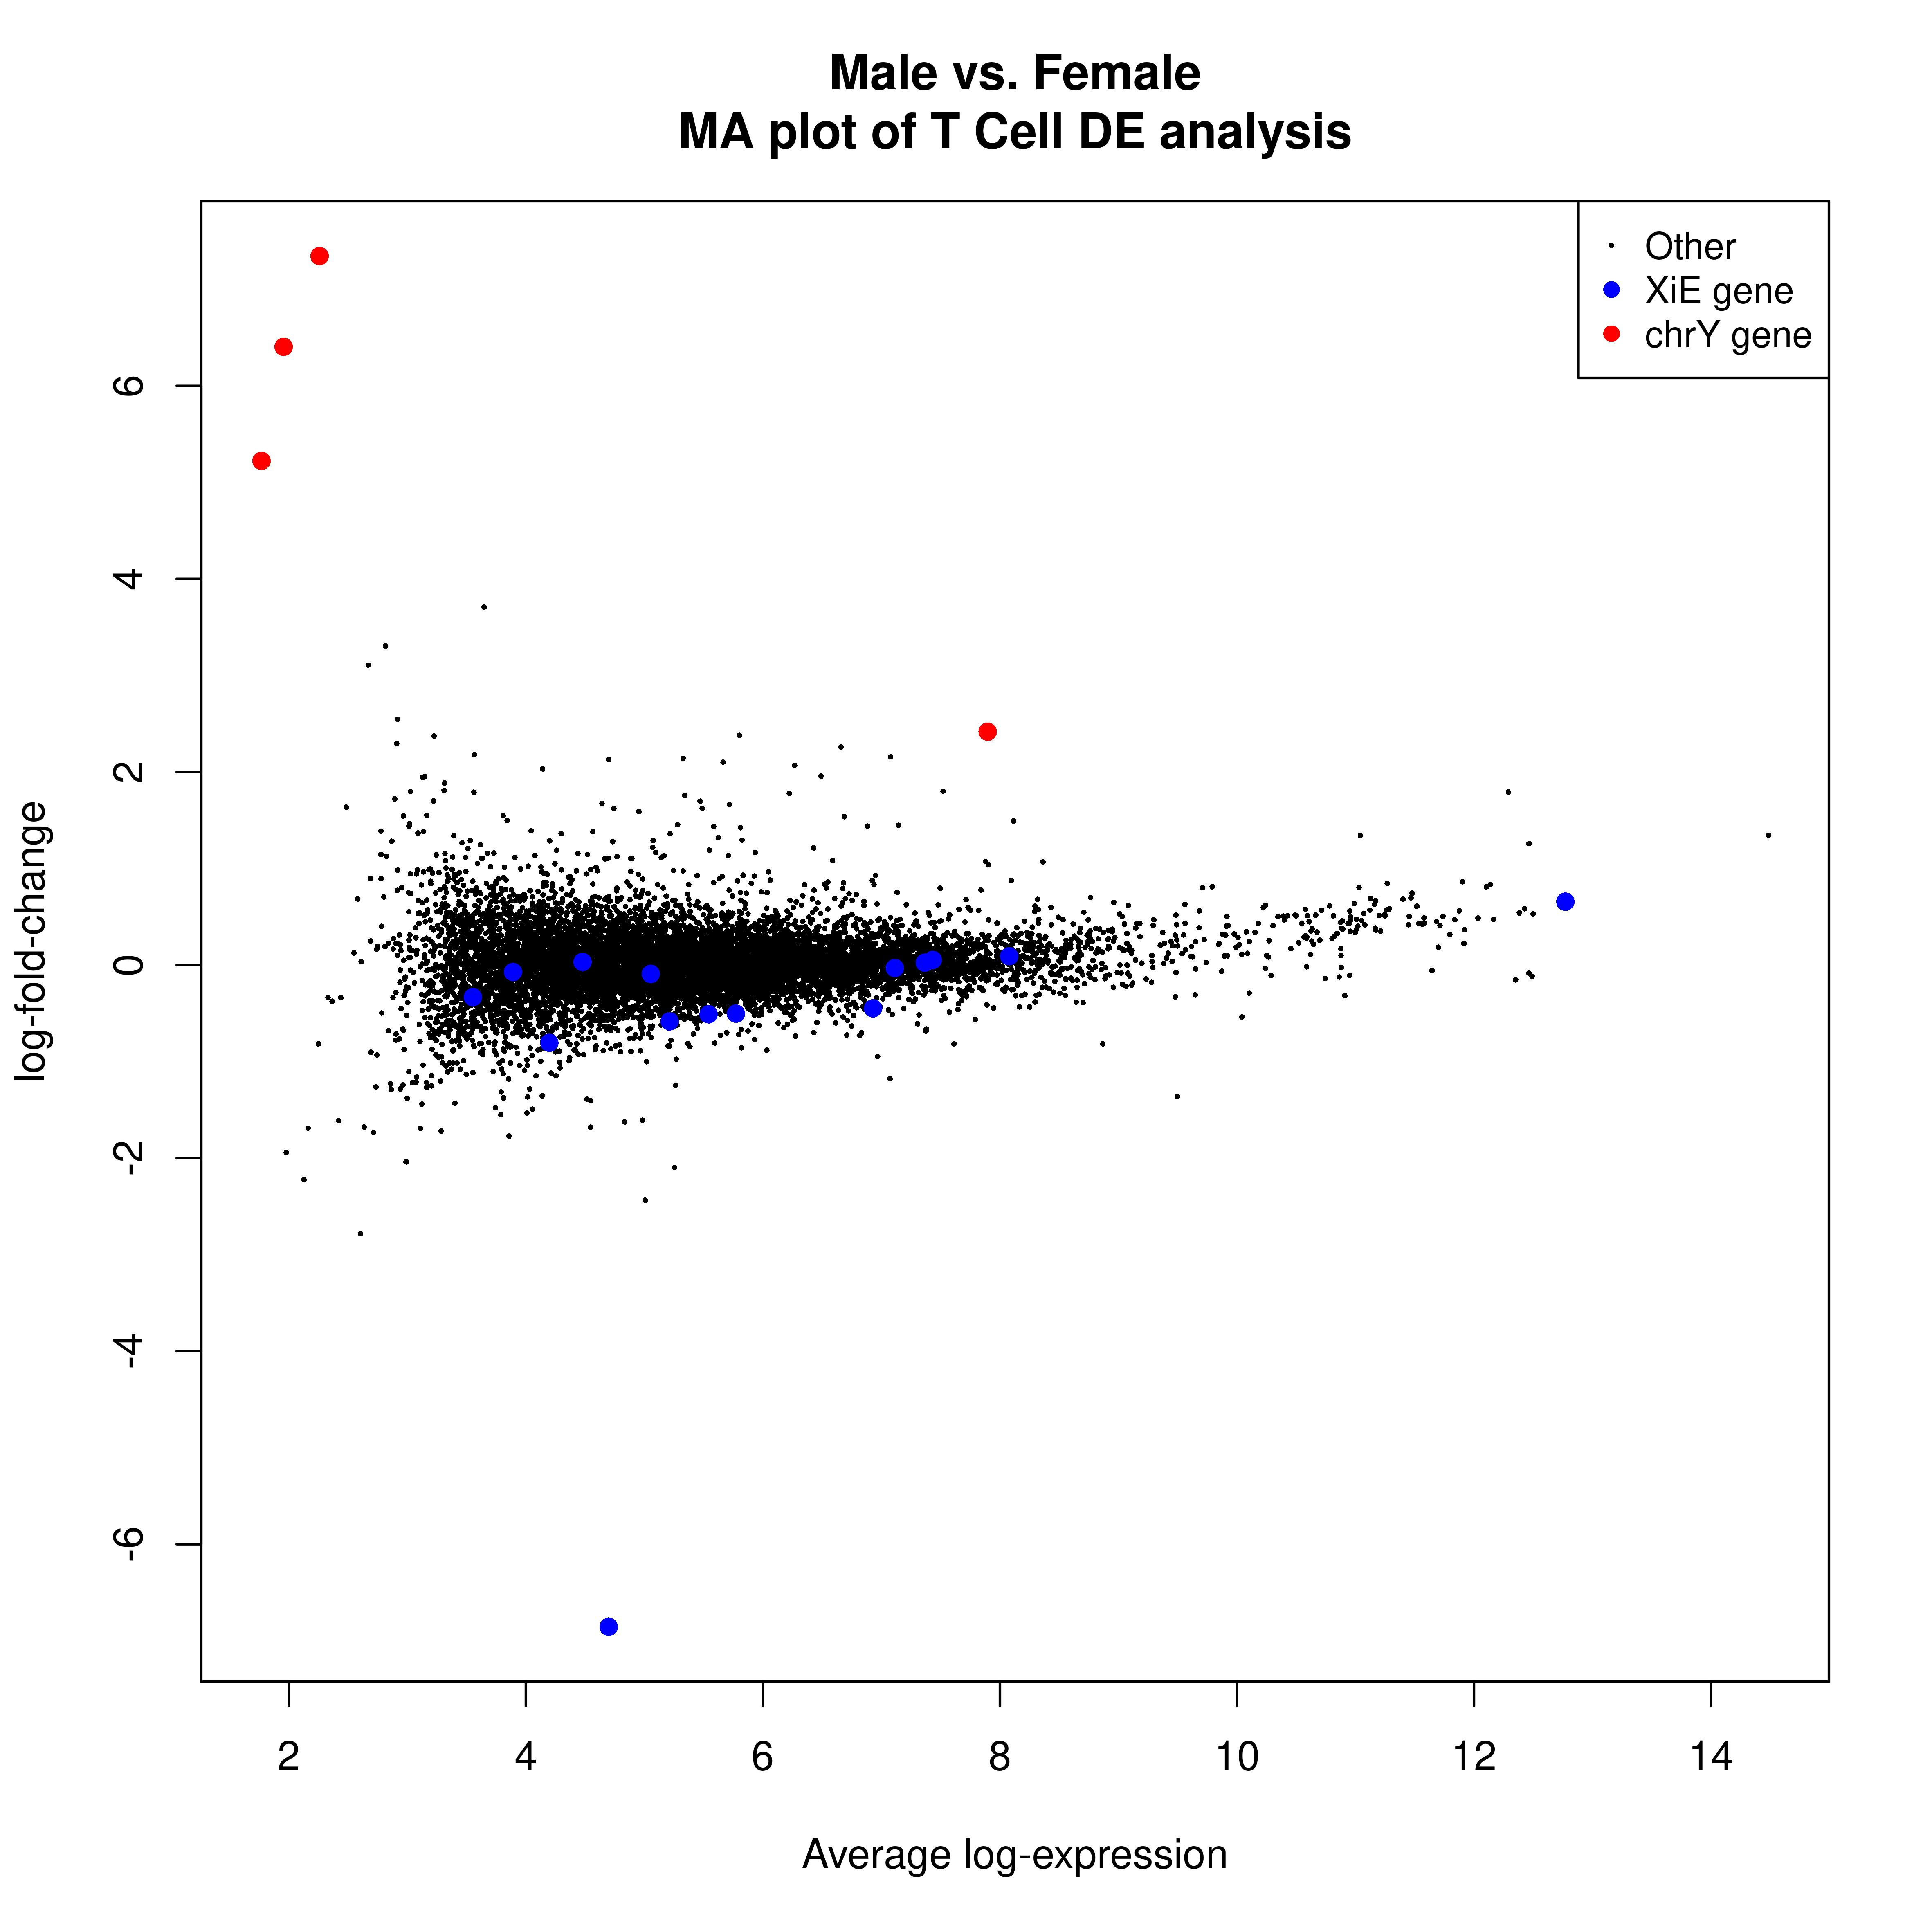 Male vs. Female
MA plot of T Cell DE analysis
Other
XiE gene
chrY gene
log-fold-change
6
4
2
0
-2
-4
-6
2 4 6 8 10 12 14
Average log-expression